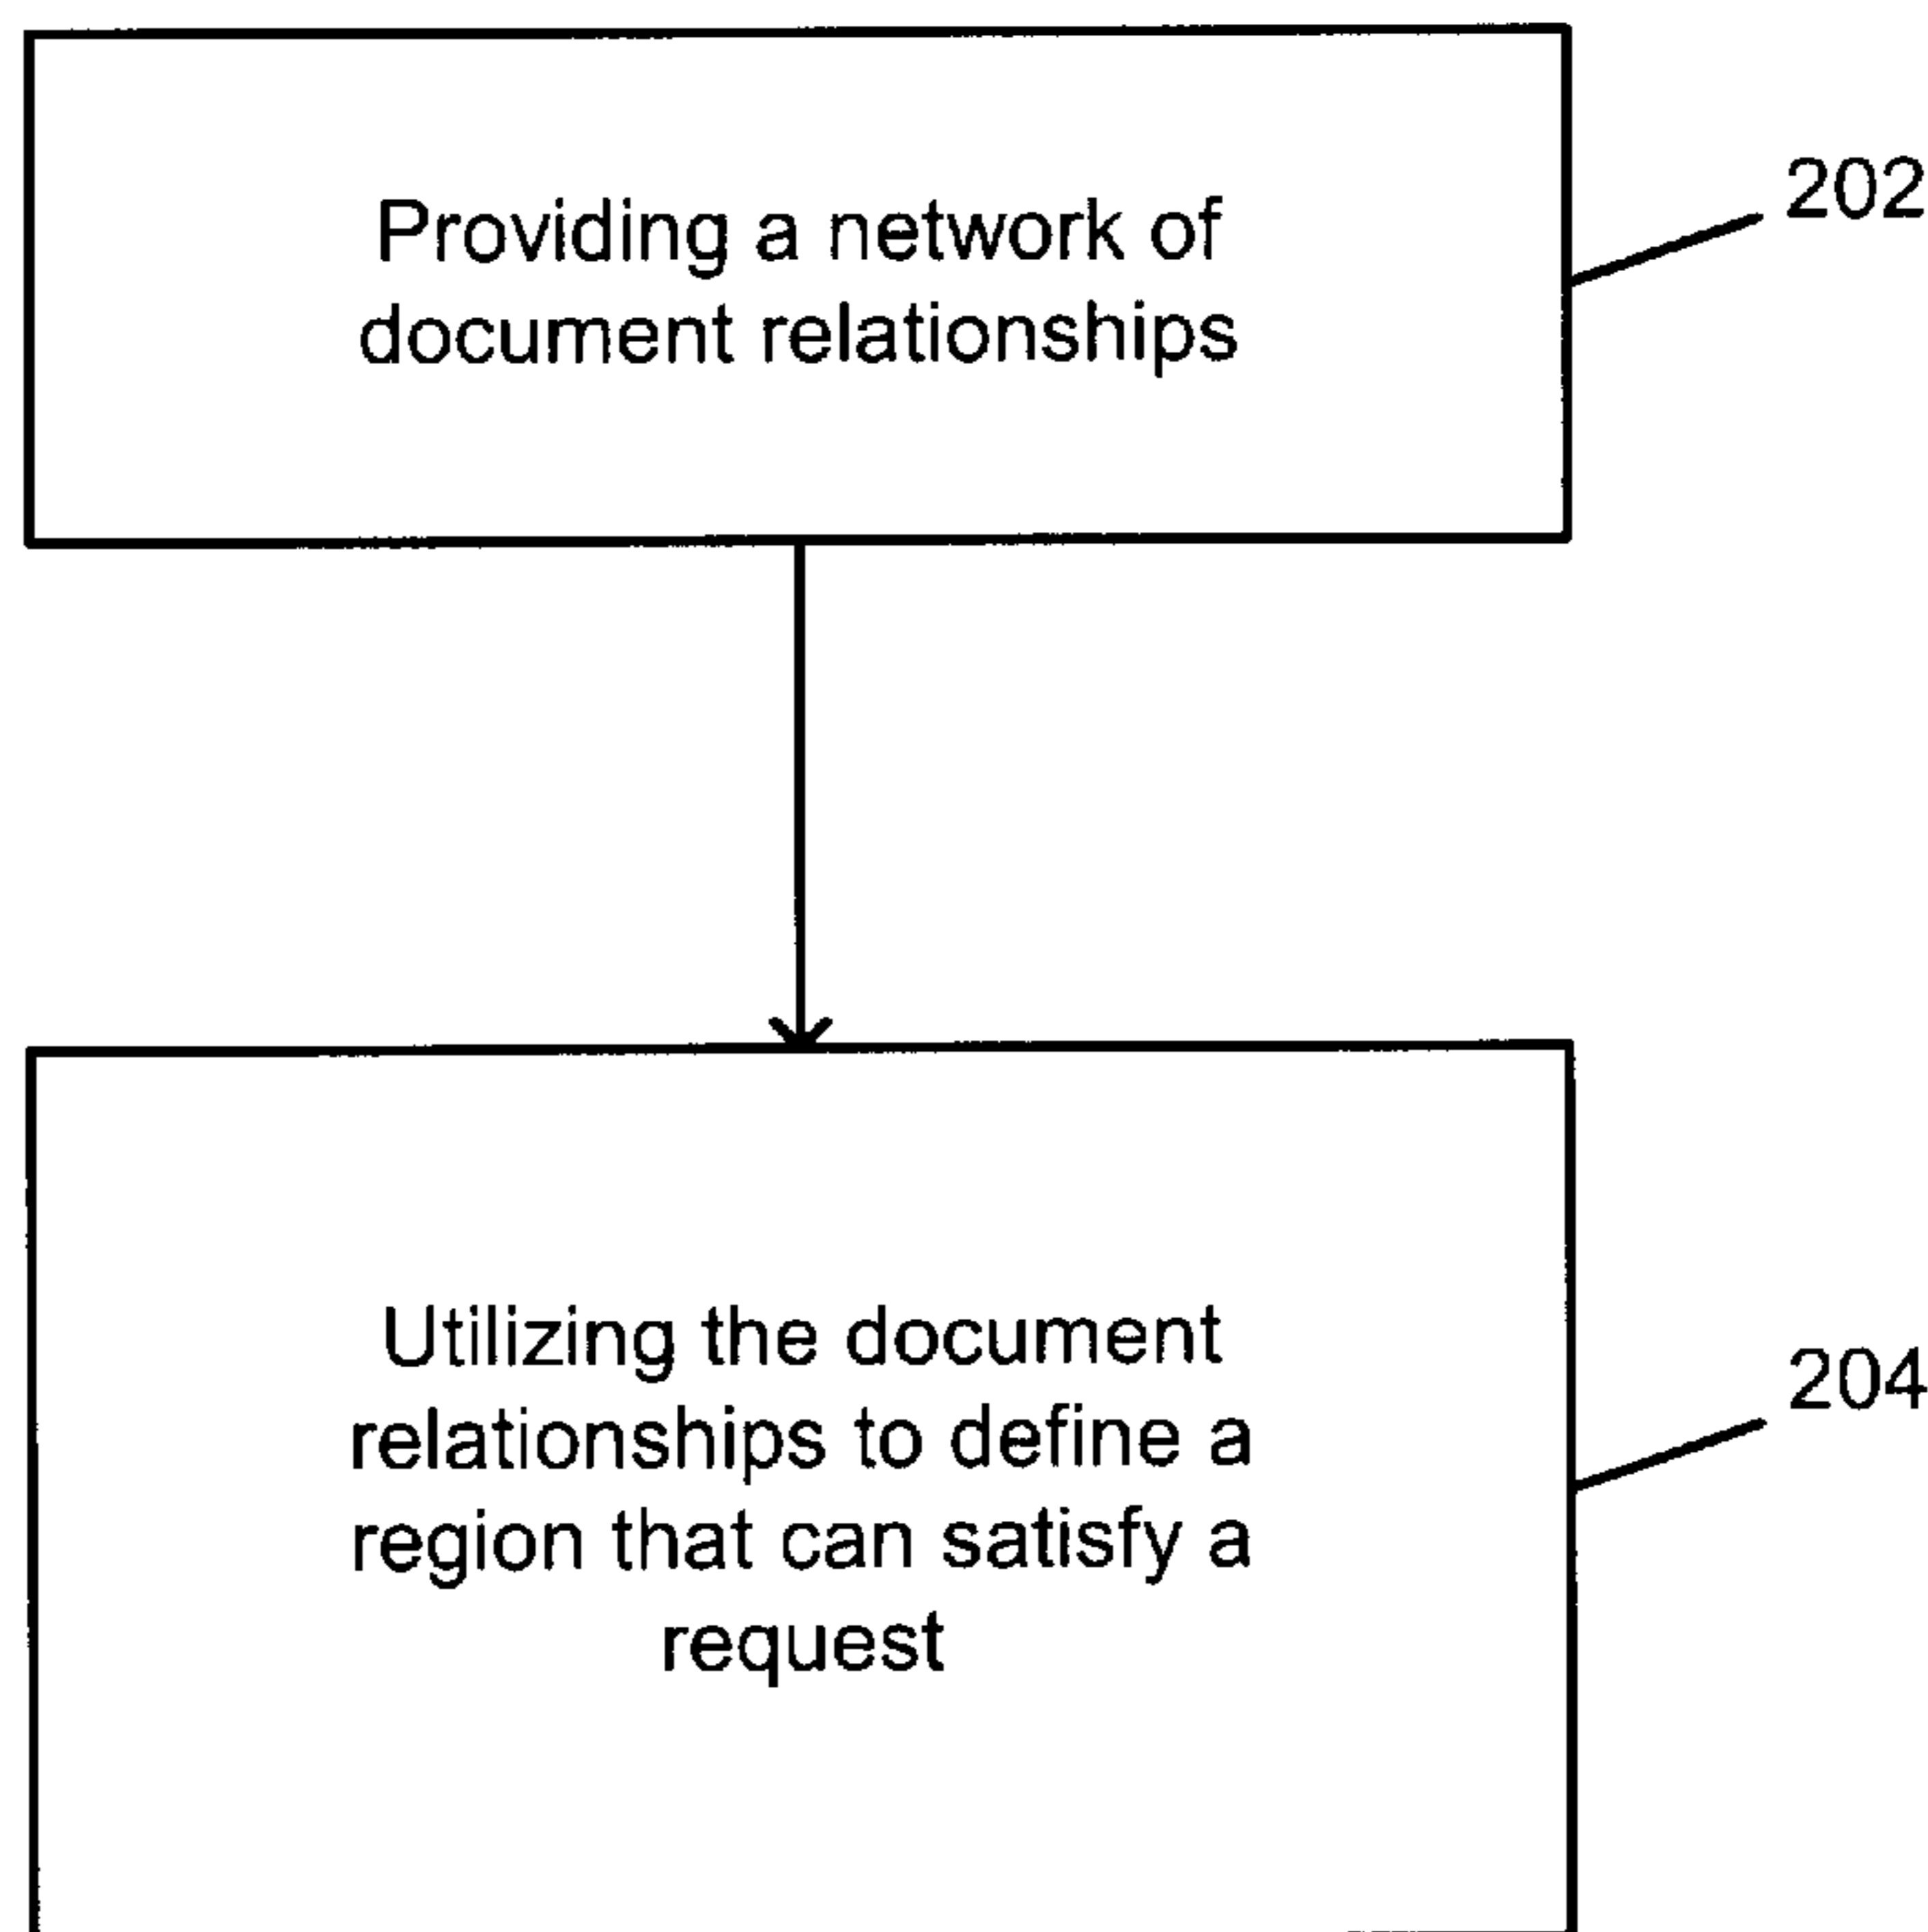 Providing a network of
document relationships
202
Utilizing the document
relationships to define a
region that can satisfy a
request
204